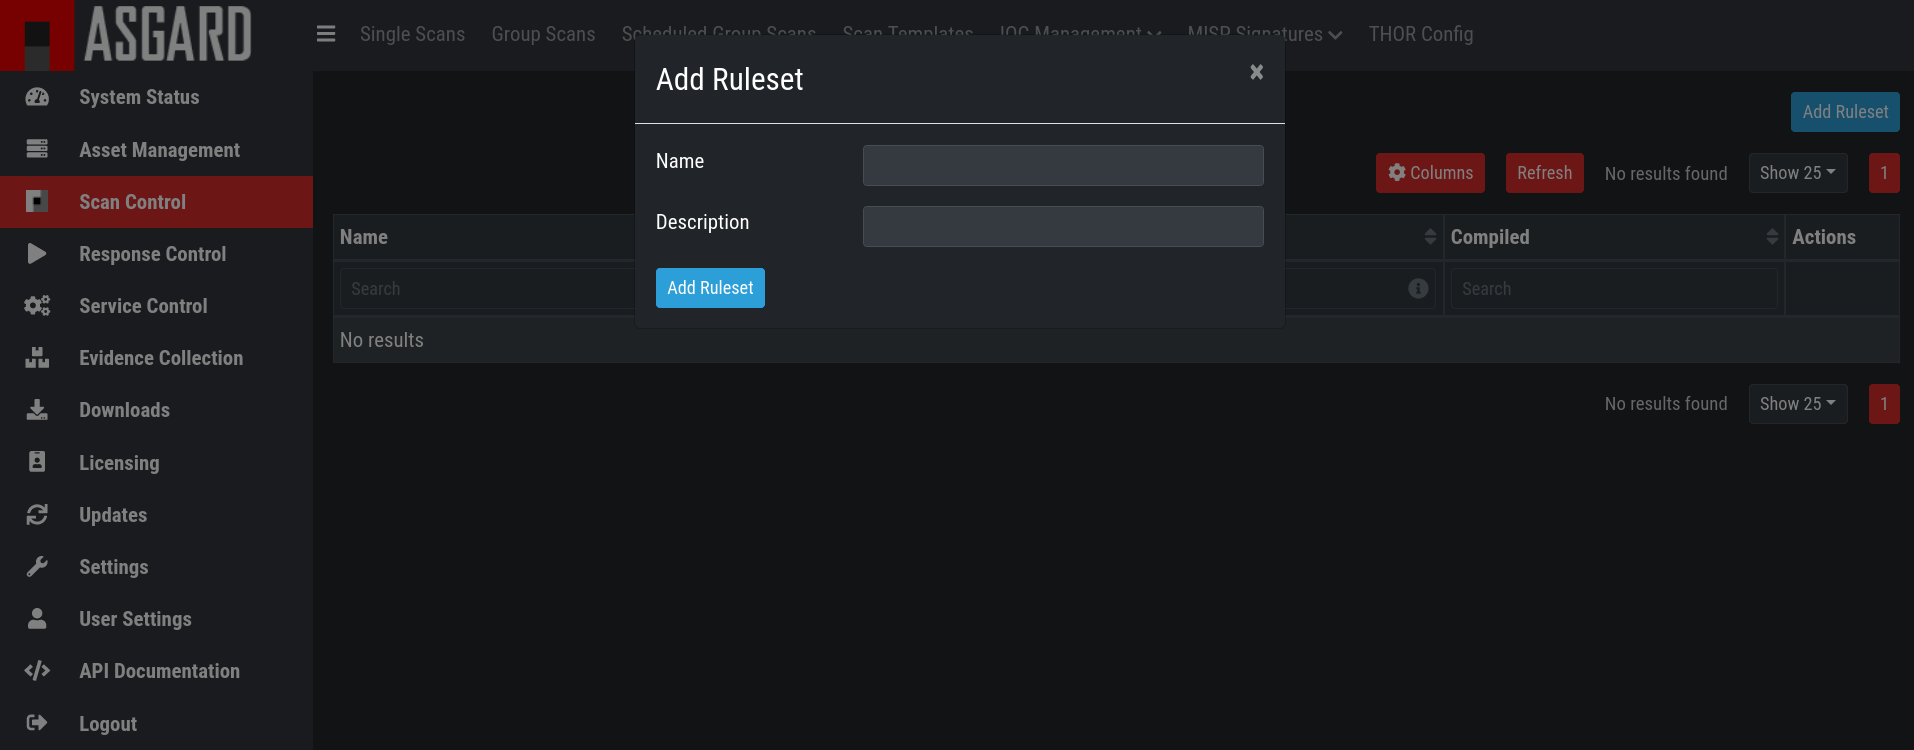 ASGARD
Single Scans Group Scans Scheduled Group Scans Scan Templates IOC Management MISP Signatures THOR Config
Add Ruleset
×
System Status
Asset Management
Scan Control
Response Control
Service Control
Evidence Collection
Downloads
Licensing
Updates
Settings
User Settings
API Documentation
Logout
Name
Description
Add Ruleset
Add Ruleset
Columns Refresh No results found Show 25 1
Name Compiled Actions
Search Search
No results
No results found Show 25 1